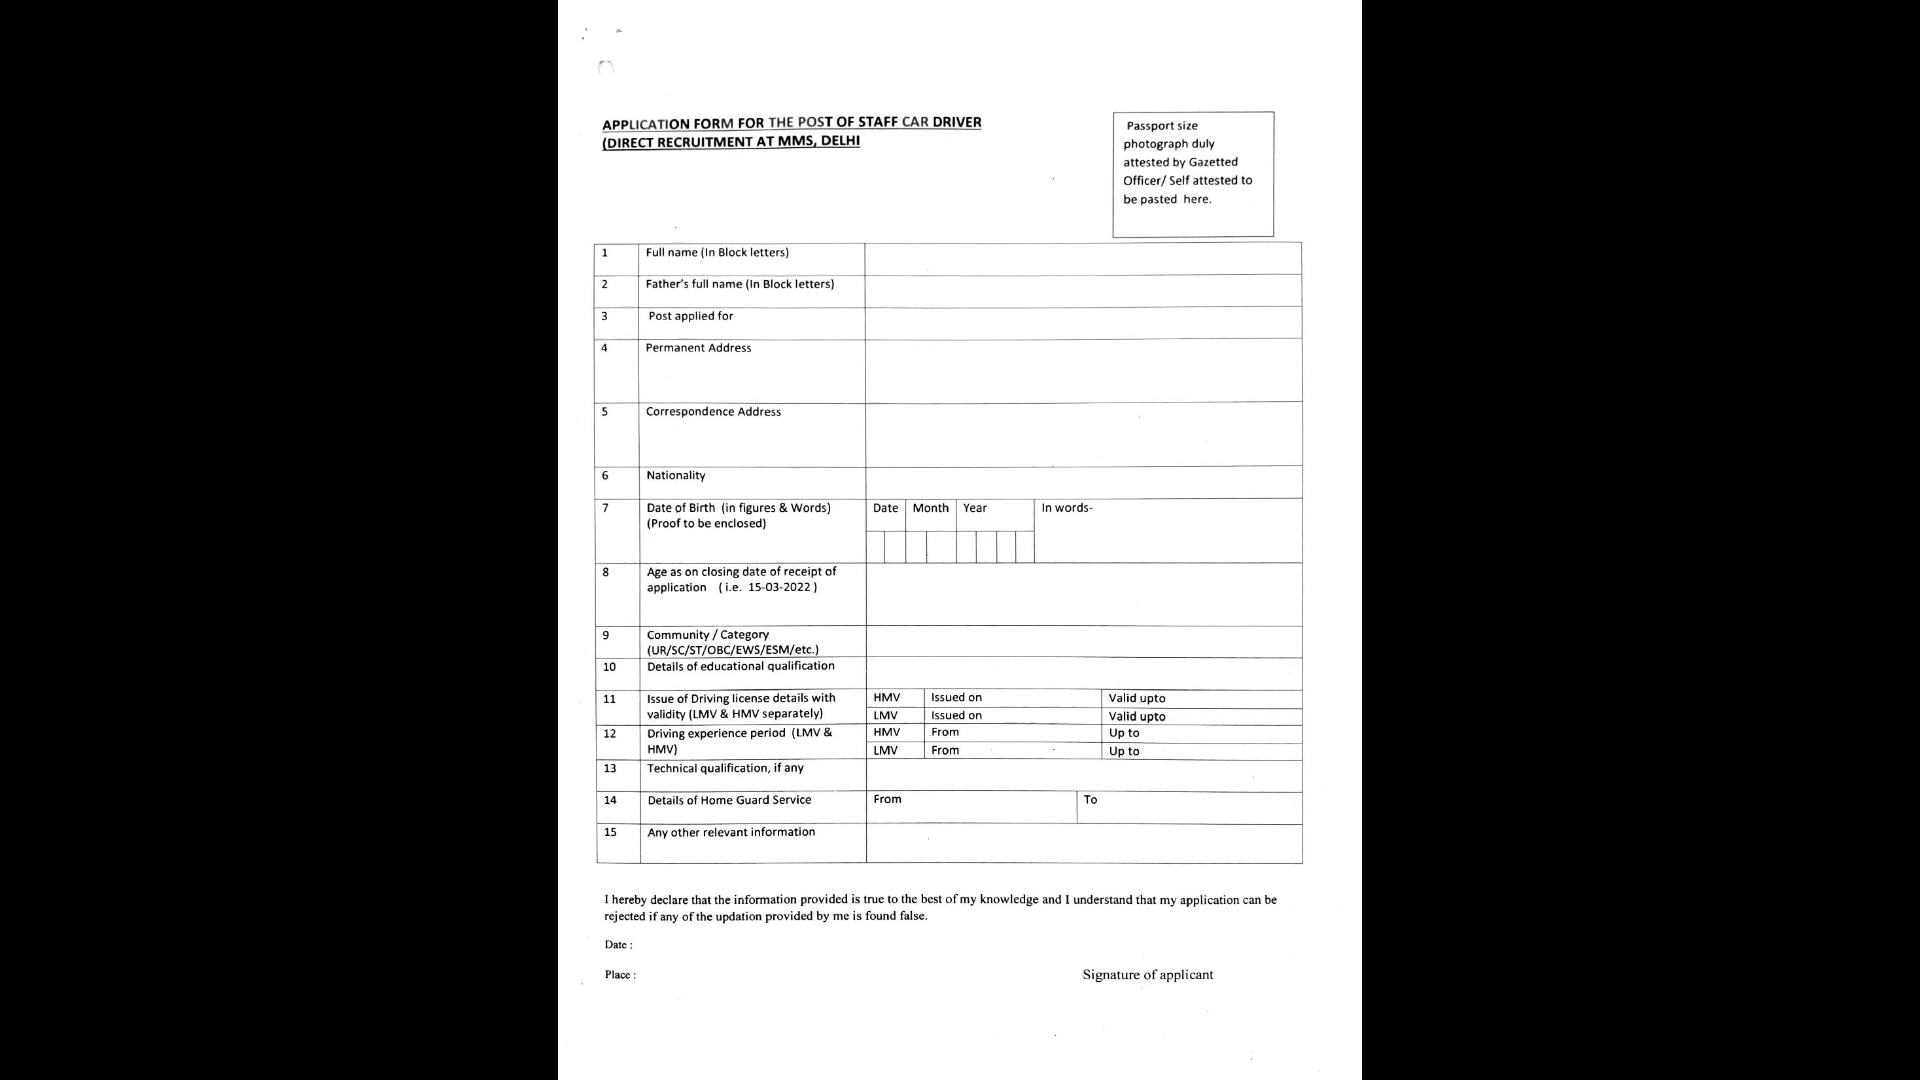 APPLICATION FORM FOR THE POST OF STAFF CAR DRIVER
(DIRECT RECRUITMENT AT MMS, DELHI
Passport size
photograph duly
attested by Gazetted
Officer/ Self attested to
be pasted here.
1 Full name (In Block letters)
2 Father's full name (In Block letters)
3 Post applied for
4 Permanent Address
5 Correspondence Address
6 Nationality
7 Date of Birth (in figures & Words) Date Month Year In words-
(Proof to be enclosed)
8 Age as on closing date of receipt of
application ( i.e. 15-03-2022 )
9 Community / Category
(UR/SC/ST/OBC/EWS/ESM/etc.)
10 Details of educational qualification
11 Issue of Driving license details with HMV Issued on Valid upto
validity (LMV & HMV separately) LMV Issued on Valid upto
12 Driving experience period (LMV & HMV From Up to
HMV) LMV From Up to
13 Technical qualification, if any
14 Details of Home Guard Service From To
15 Any other relevant information
I hereby declare that the information provided is true to the best of my knowledge and I understand that my application can be
rejected if any of the updation provided by me is found false.
Date :
Place : Signature of applicant